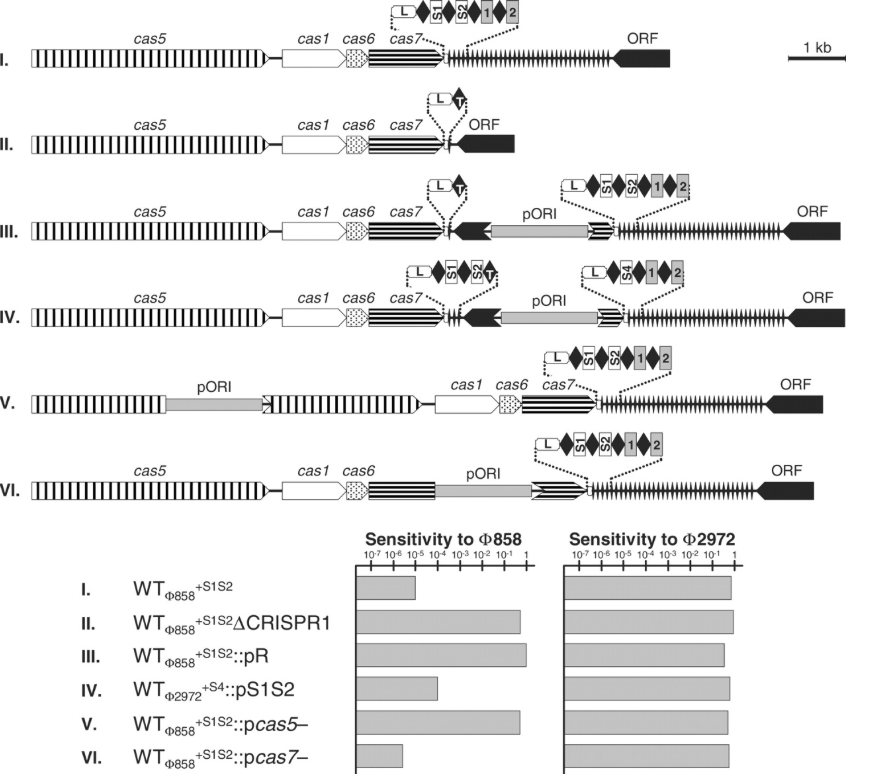 L S1 S2 1 2
cas5 cas1 cas6 cas7 ORF
I. 1 kb
L T
cas5 cas1 cas6 cas7 ORF
II.
L T L S1 S2 1 2
cas5 cas1 cas6 cas7 pORI ORF
III.
L S1 S2 T L S4 1 2
cas5 cas1 cas6 cas7 pORI ORF
IV.
L S1 S2 1 2
pORI cas1 cas6 cas7 ORF
V.
L S1 S2 1 2
cas5 cas1 cas6 pORI ORF
VI.
Sensitivity to Φ858 Sensitivity to Φ2972
10-7 10-6 10-5 10-4 10-3 10-2 10-1 1 10-7 10-6 10-5 10-4 10-3 10-2 10-1 1
I. WTΦ858+S1S2
II. WTΦ858+S1S2ΔCRISPR1
III. WTΦ858+S1S2::pR
IV. WTΦ2972+S4::pS1S2
V. WTΦ858+S1S2::pcas5–
VI. WTΦ858+S1S2::pcas7–